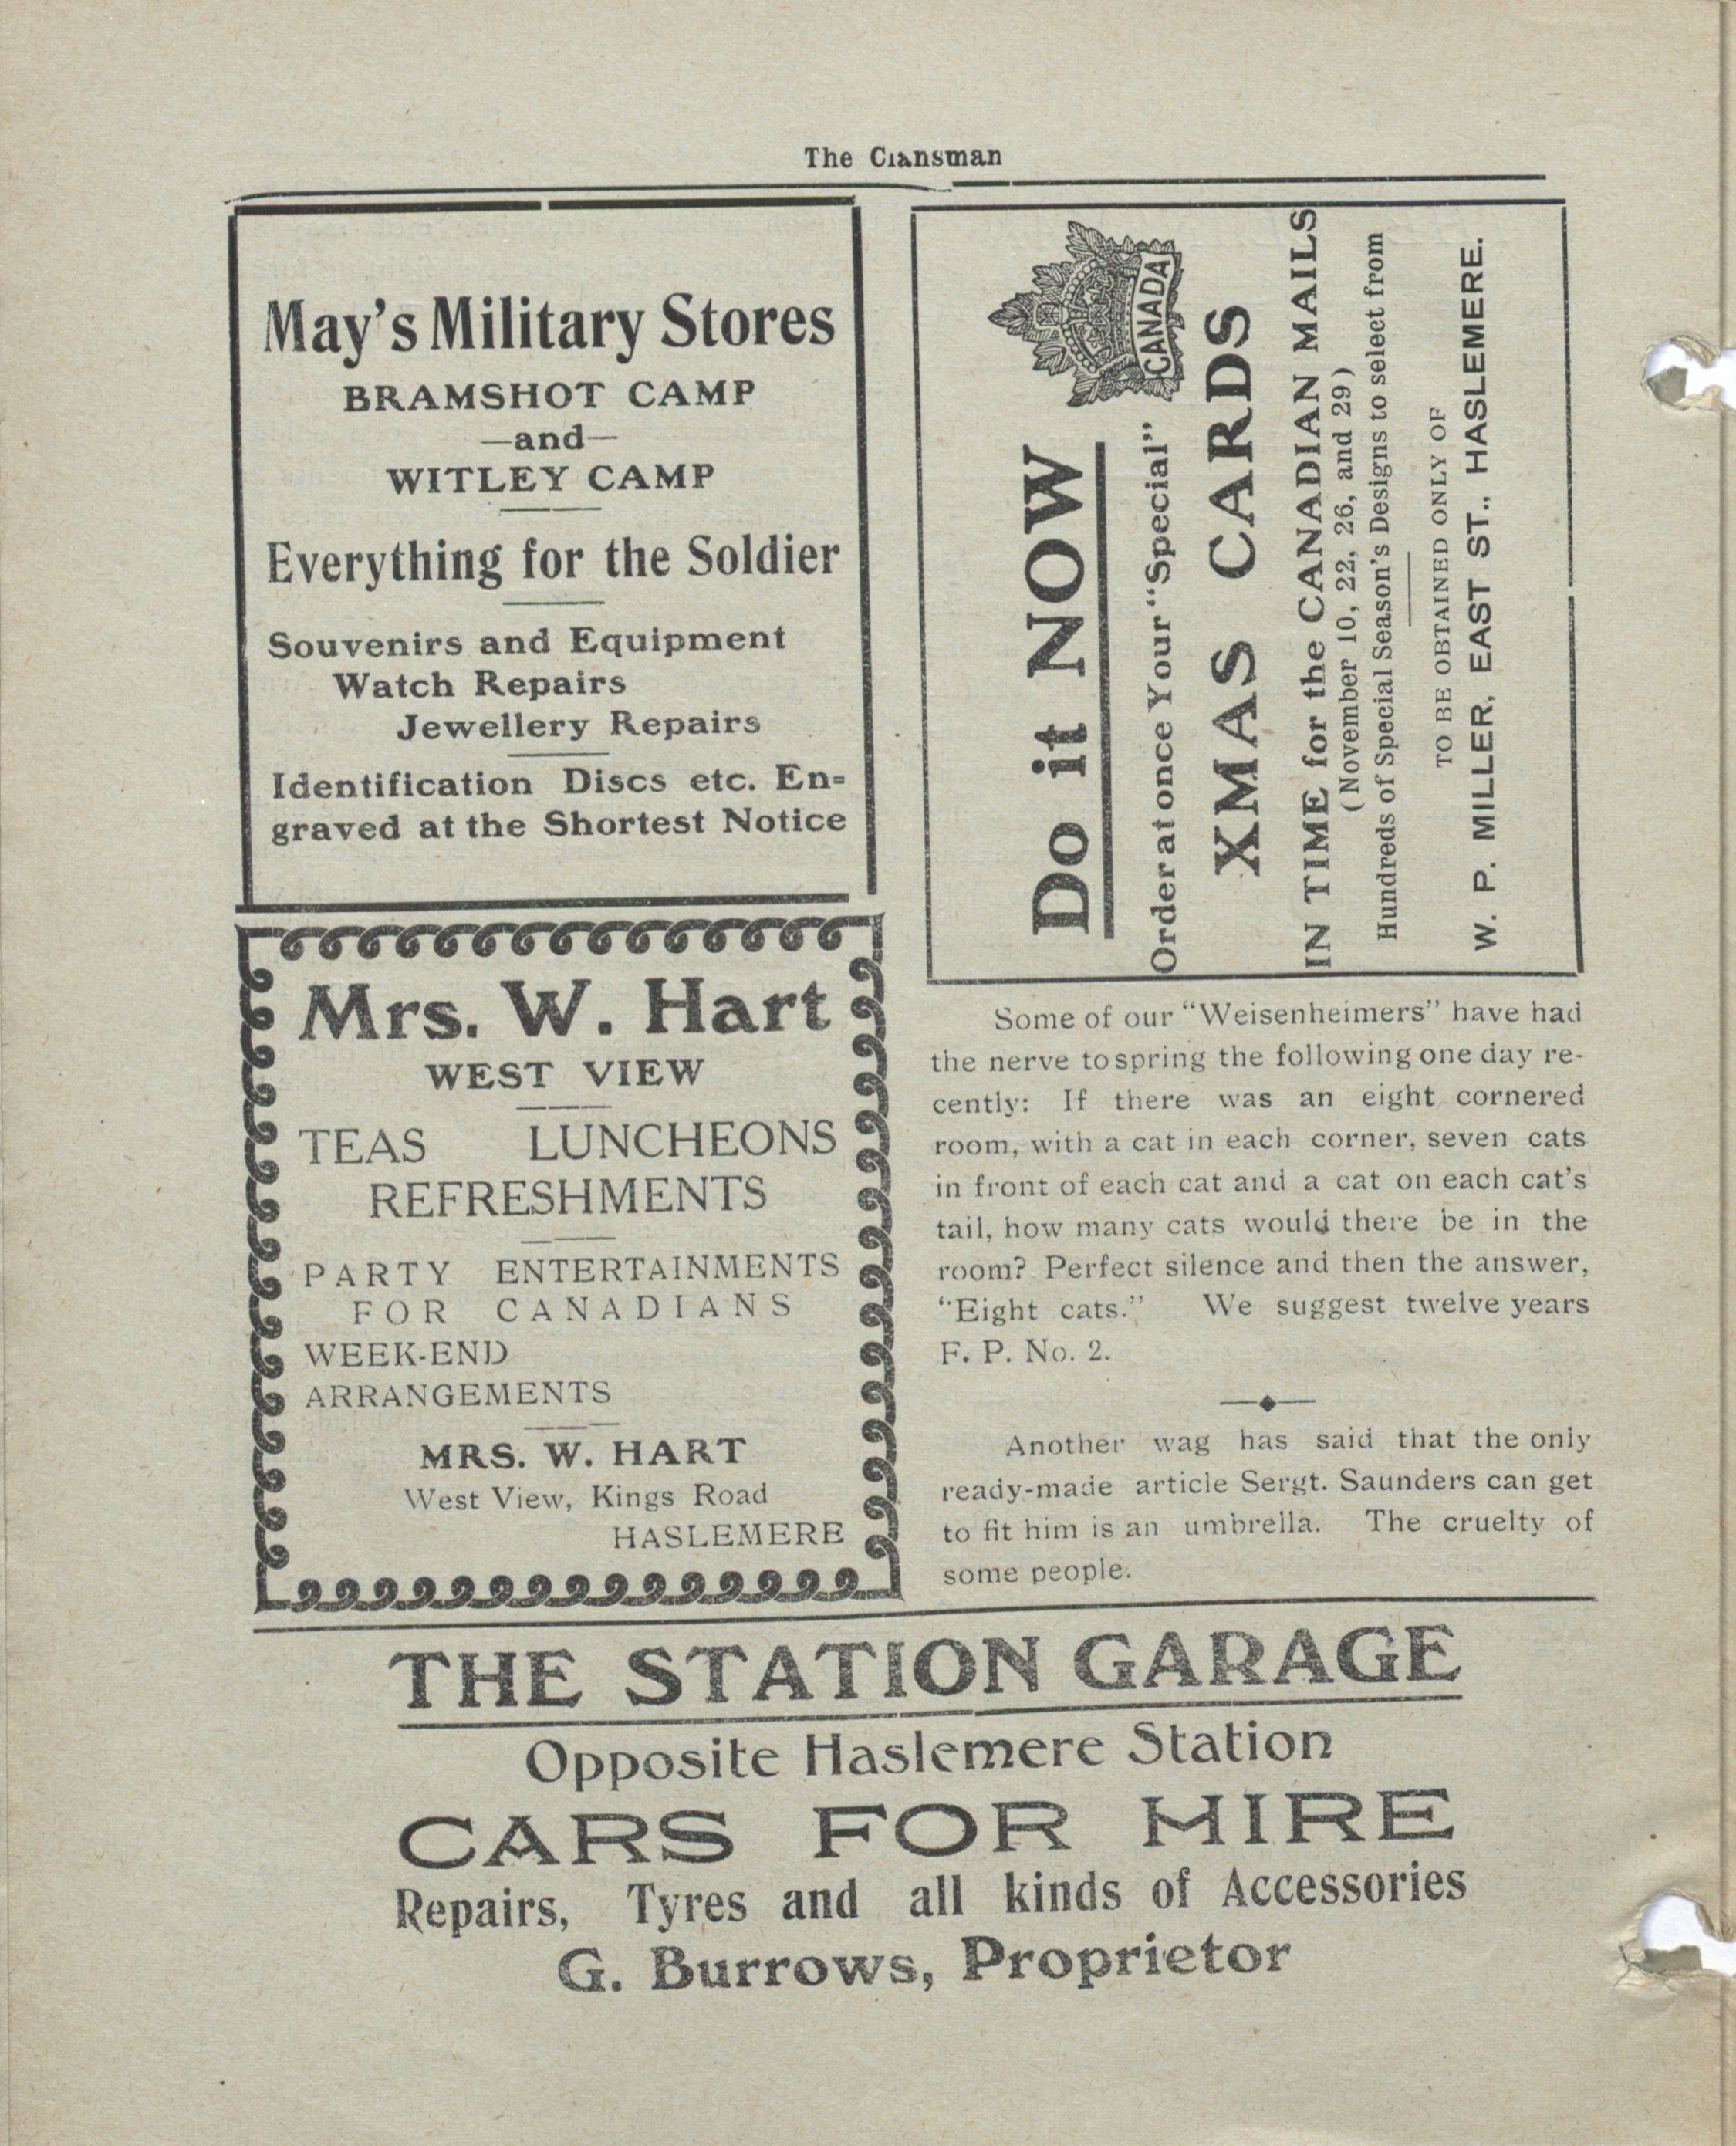 The Clansman
May's Military Stores
BRAMSHOT CAMP
—and—
WITLEY CAMP
Everything for the Soldier
Souvenirs and Equipment
Watch Repairs
Jewellery Repairs
Identification Discs etc. En-
graved at the Shortest Notice
Mrs. W. Hart
WEST VIEW
TEAS LUNCHEONS
REFRESHMENTS
PARTY ENTERTAINMENTS
FOR CANADIANS
WEEK-END
ARRANGEMENTS
MRS. W. HART
West View, Kings Road
HASLEMERE
Do it NOW
CANADA
Order at once Your "Special"
XMAS CARDS
IN TIME for the CANADIAN MAILS
(November 10, 22, 26, and 29)
Hundreds of Special Season's Designs to select from
TO BE OBTAINED ONLY OF
W. P. MILLER, EAST ST., HASLEMERE.
Some of our "Weisenheimers" have had
the nerve to spring the following one day re-
cently: If there was an eight cornered
room, with a cat in each corner, seven cats
in front of each cat and a cat on each cat's
tail, how many cats would there be in the
room? Perfect silence and then the answer,
"Eight cats." We suggest twelve years
F. P. No. 2.
Another wag has said that the only
ready-made article Sergt. Saunders can get
to fit him is an umbrella. The cruelty of
some people.
THE STATION GARAGE
Opposite Haslemere Station
CARS FOR HIRE
Repairs, Tyres and all kinds of Accessories
G. Burrows, Proprietor